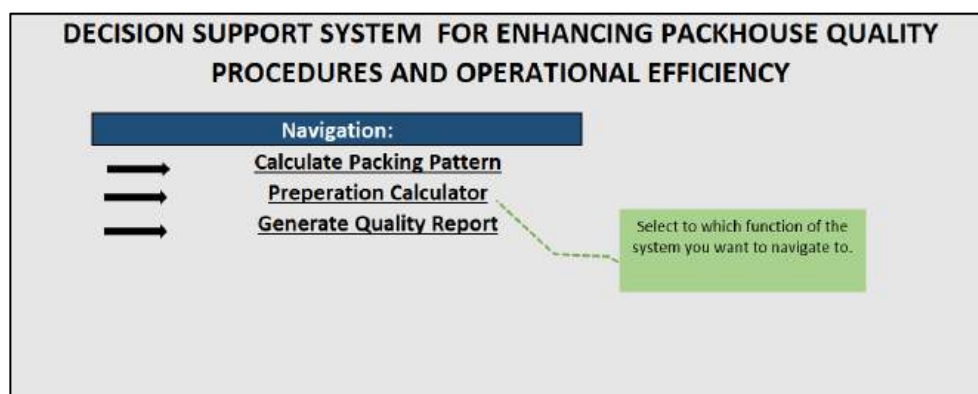 DECISION SUPPORT SYSTEM FOR ENHANCING PACKHOUSE QUALITY
PROCEDURES AND OPERATIONAL EFFICIENCY
Navigation:
Calculate Packing Pattern
Preperation Calculator
Generate Quality Report
Select to which function of the
system you want to navigate to.